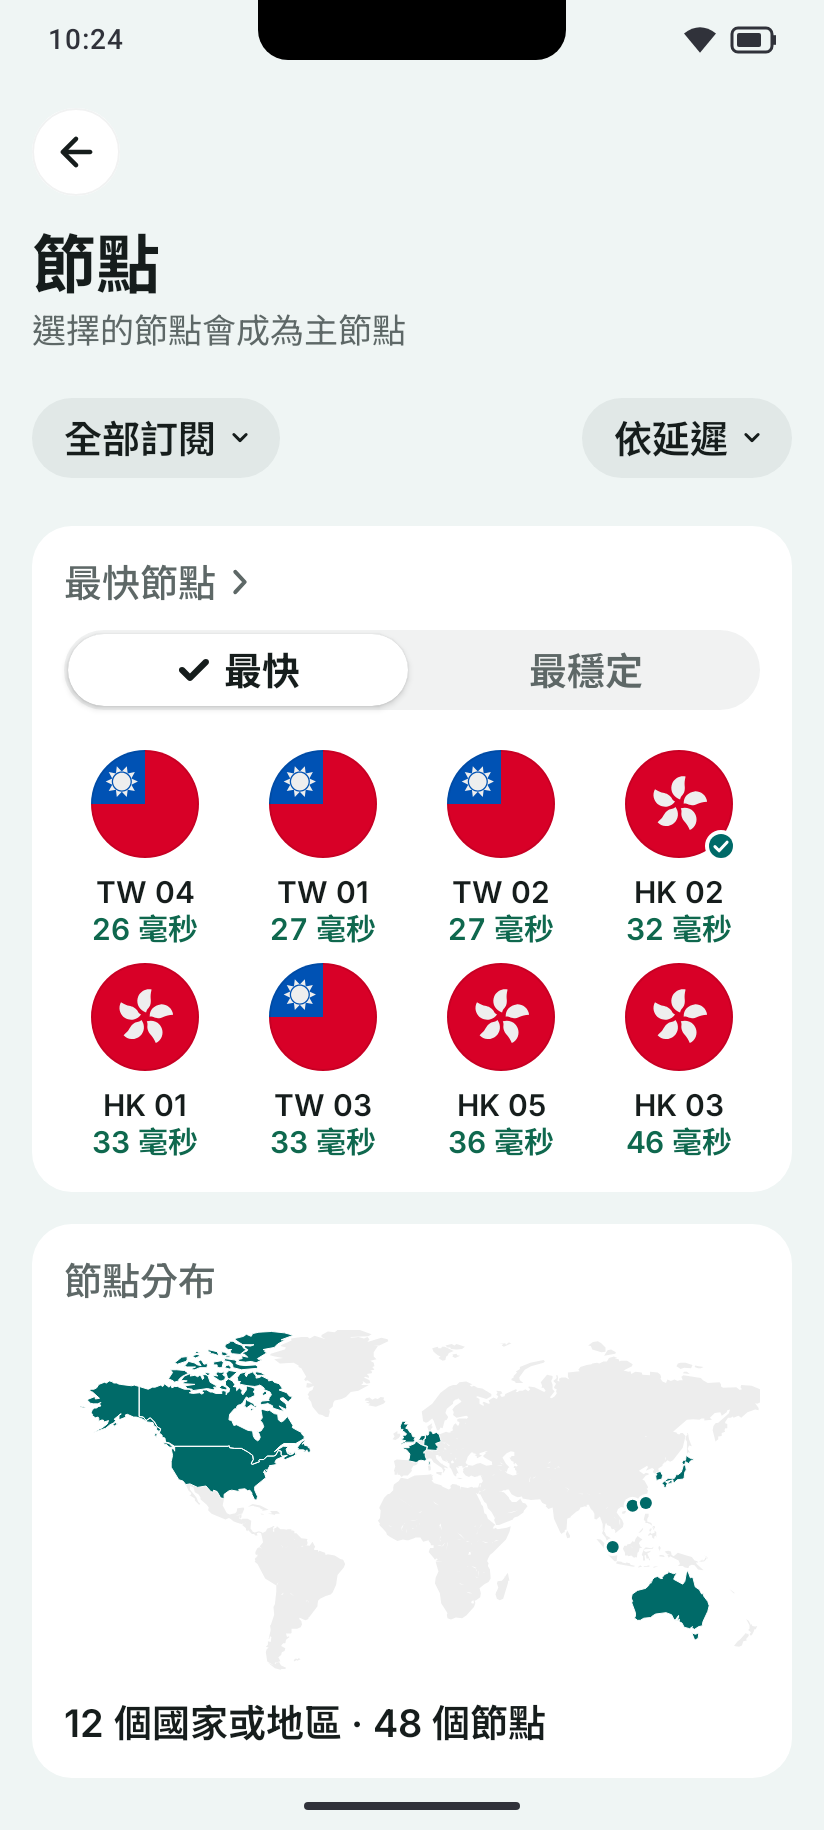 10:24
節點
選擇的節點會成為主節點
全部訂閱
依延遲
最快節點
最快
最穩定
TW 04
26 毫秒
TW 01
27 毫秒
TW 02
27 毫秒
HK 02
32 毫秒
HK 01
33 毫秒
TW 03
33 毫秒
HK 05
36 毫秒
HK 03
46 毫秒
節點分布
12 個國家或地區 · 48 個節點